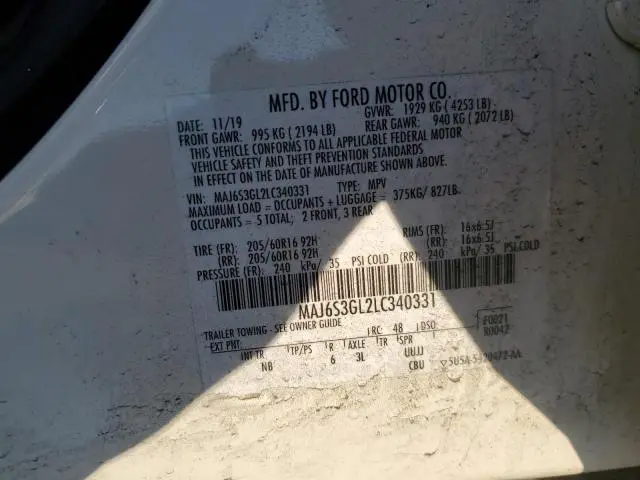 MFD. BY FORD MOTOR CO.
DATE: 11/19 GVWR: 1929 KG (4253 LB)
FRONT GAWR: 995 KG (2194 LB) REAR GAWR: 940 KG (2072 LB)
THIS VEHICLE CONFORMS TO ALL APPLICABLE FEDERAL MOTOR
VEHICLE SAFETY AND THEFT PREVENTION STANDARDS
IN EFFECT ON THE DATE OF MANUFACTURE SHOWN ABOVE.
VIN: MAJ6S3GL2LC340331 TYPE: MPV
MAXIMUM LOAD = OCCUPANTS + LUGGAGE = 375KG/ 827LB.
OCCUPANTS = 5 TOTAL; 2 FRONT, 3 REAR
TIRE (FR): 205/60R16 92H RIMS (FR): 16x6.5J
(RR): 205/60R16 92H (RR): 16x6.5J
PRESSURE (FR): 240 kPa/ 35 PSI COLD (RR): 240 kPa/ 35 PSI COLD
MAJ6S3GL2LC340331
TRAILER TOWING - SEE OWNER GUIDE
EXT PNT: RC: 48 DSO:
INT TR TP/PS R AXLE TR SPR UUJJ
NB 6 3L CBU